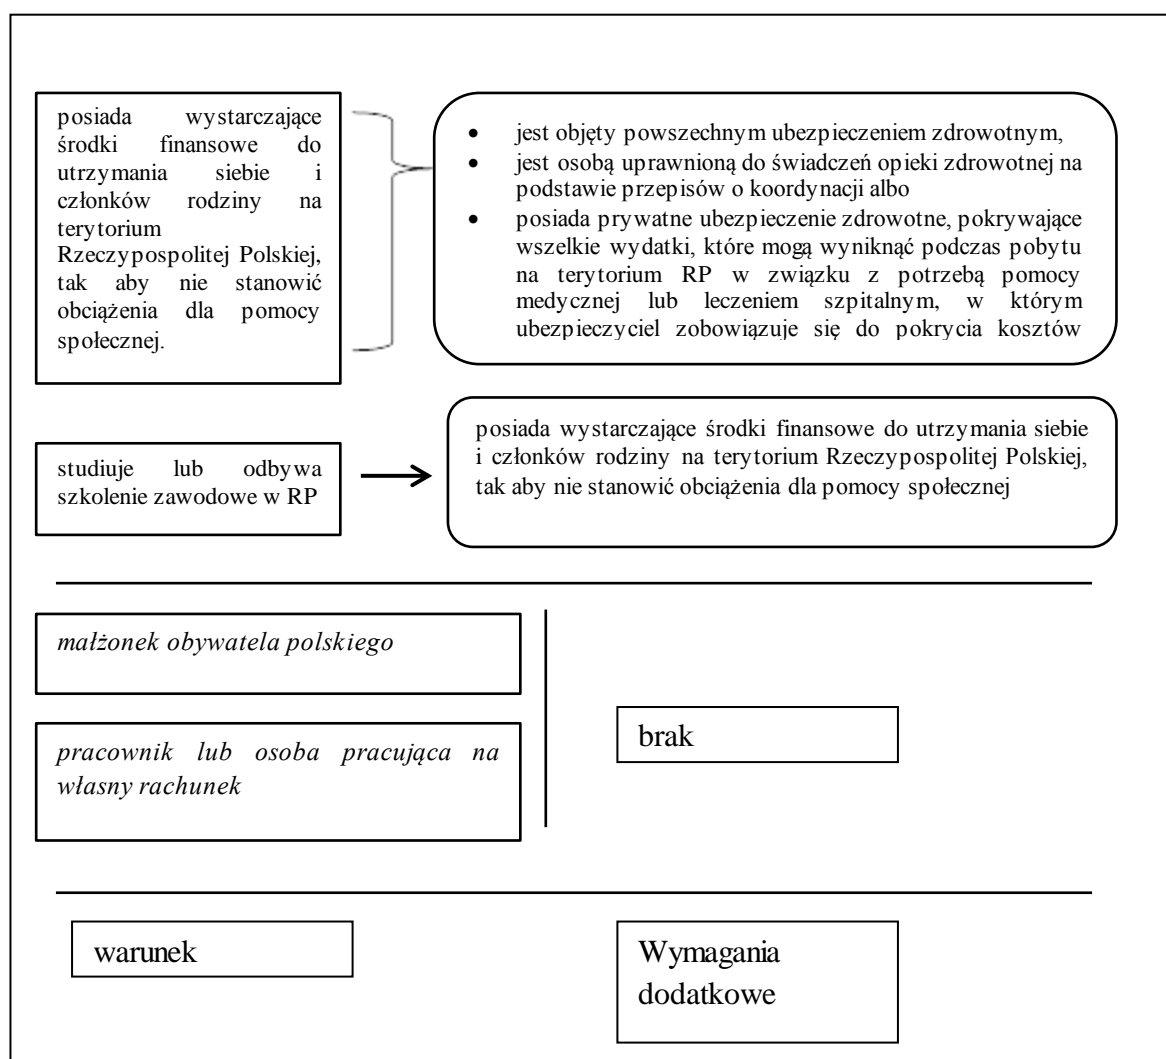 posiada wystarczające
środki finansowe do
utrzymania siebie i
członków rodziny na
terytorium
Rzeczypospolitej Polskiej,
tak aby nie stanowić
obciążenia dla pomocy
społecznej.
• jest objęty powszechnym ubezpieczeniem zdrowotnym,
• jest osobą uprawnioną do świadczeń opieki zdrowotnej na
podstawie przepisów o koordynacji albo
• posiada prywatne ubezpieczenie zdrowotne, pokrywające
wszelkie wydatki, które mogą wyniknąć podczas pobytu
na terytorium RP w związku z potrzebą pomocy
medycznej lub leczeniem szpitalnym, w którym
ubezpieczyciel zobowiązuje się do pokrycia kosztów
studiuje lub odbywa
szkolenie zawodowe w RP
posiada wystarczające środki finansowe do utrzymania siebie
i członków rodziny na terytorium Rzeczypospolitej Polskiej,
tak aby nie stanowić obciążenia dla pomocy społecznej
małżonek obywatela polskiego
pracownik lub osoba pracująca na
własny rachunek
brak
warunek
Wymagania
dodatkowe